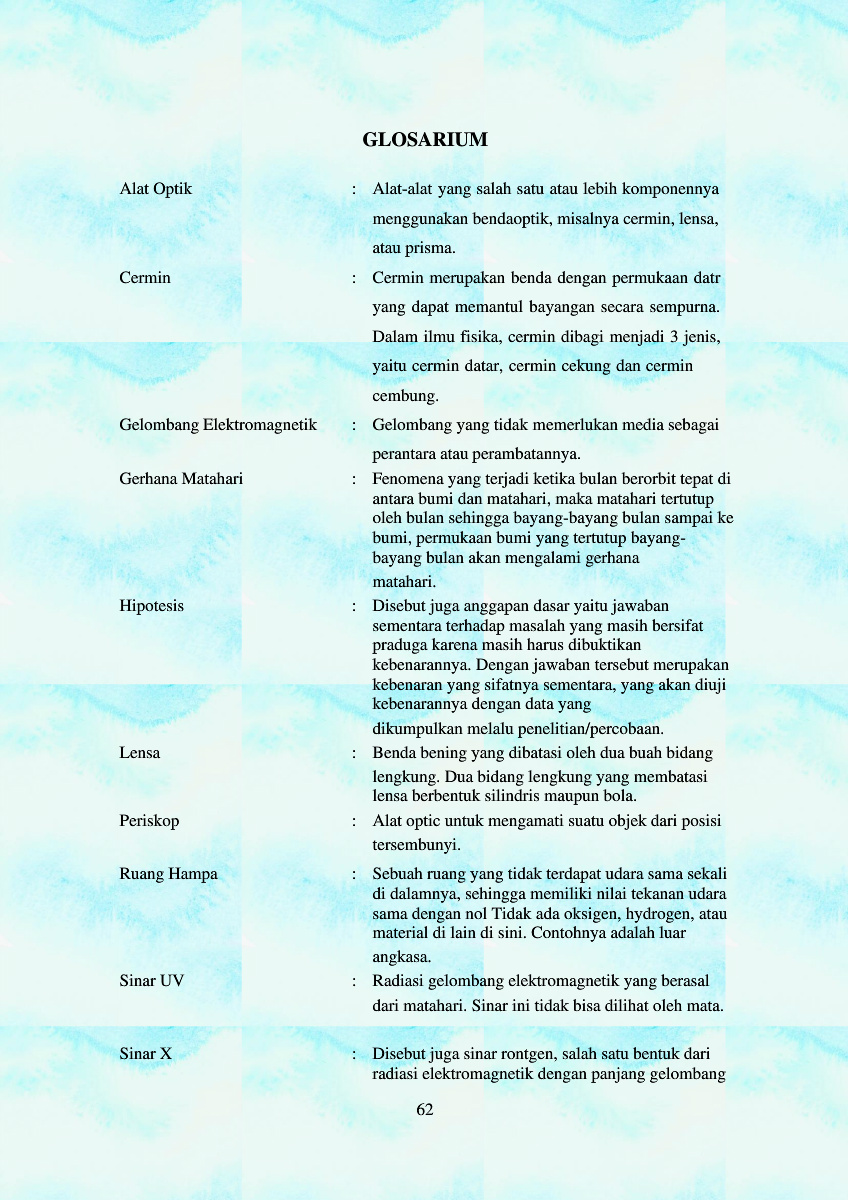 GLOSARIUM
Alat Optik : Alat-alat yang salah satu atau lebih komponennya
menggunakan bendaoptik, misalnya cermin, lensa,
atau prisma.
Cermin : Cermin merupakan benda dengan permukaan datr
yang dapat memantul bayangan secara sempurna.
Dalam ilmu fisika, cermin dibagi menjadi 3 jenis,
yaitu cermin datar, cermin cekung dan cermin
cembung.
Gelombang Elektromagnetik : Gelombang yang tidak memerlukan media sebagai
perantara atau perambatannya.
Gerhana Matahari : Fenomena yang terjadi ketika bulan berorbit tepat di
antara bumi dan matahari, maka matahari tertutup
oleh bulan sehingga bayang-bayang bulan sampai ke
bumi, permukaan bumi yang tertutup bayang-
bayang bulan akan mengalami gerhana
matahari.
Hipotesis : Disebut juga anggapan dasar yaitu jawaban
sementara terhadap masalah yang masih bersifat
praduga karena masih harus dibuktikan
kebenarannya. Dengan jawaban tersebut merupakan
kebenaran yang sifatnya sementara, yang akan diuji
kebenarannya dengan data yang
dikumpulkan melalu penelitian/percobaan.
Lensa : Benda bening yang dibatasi oleh dua buah bidang
lengkung. Dua bidang lengkung yang membatasi
lensa berbentuk silindris maupun bola.
Periskop : Alat optic untuk mengamati suatu objek dari posisi
tersembunyi.
Ruang Hampa : Sebuah ruang yang tidak terdapat udara sama sekali
di dalamnya, sehingga memiliki nilai tekanan udara
sama dengan nol Tidak ada oksigen, hydrogen, atau
material di lain di sini. Contohnya adalah luar
angkasa.
Sinar UV : Radiasi gelombang elektromagnetik yang berasal
dari matahari. Sinar ini tidak bisa dilihat oleh mata.
Sinar X : Disebut juga sinar rontgen, salah satu bentuk dari
radiasi elektromagnetik dengan panjang gelombang
62